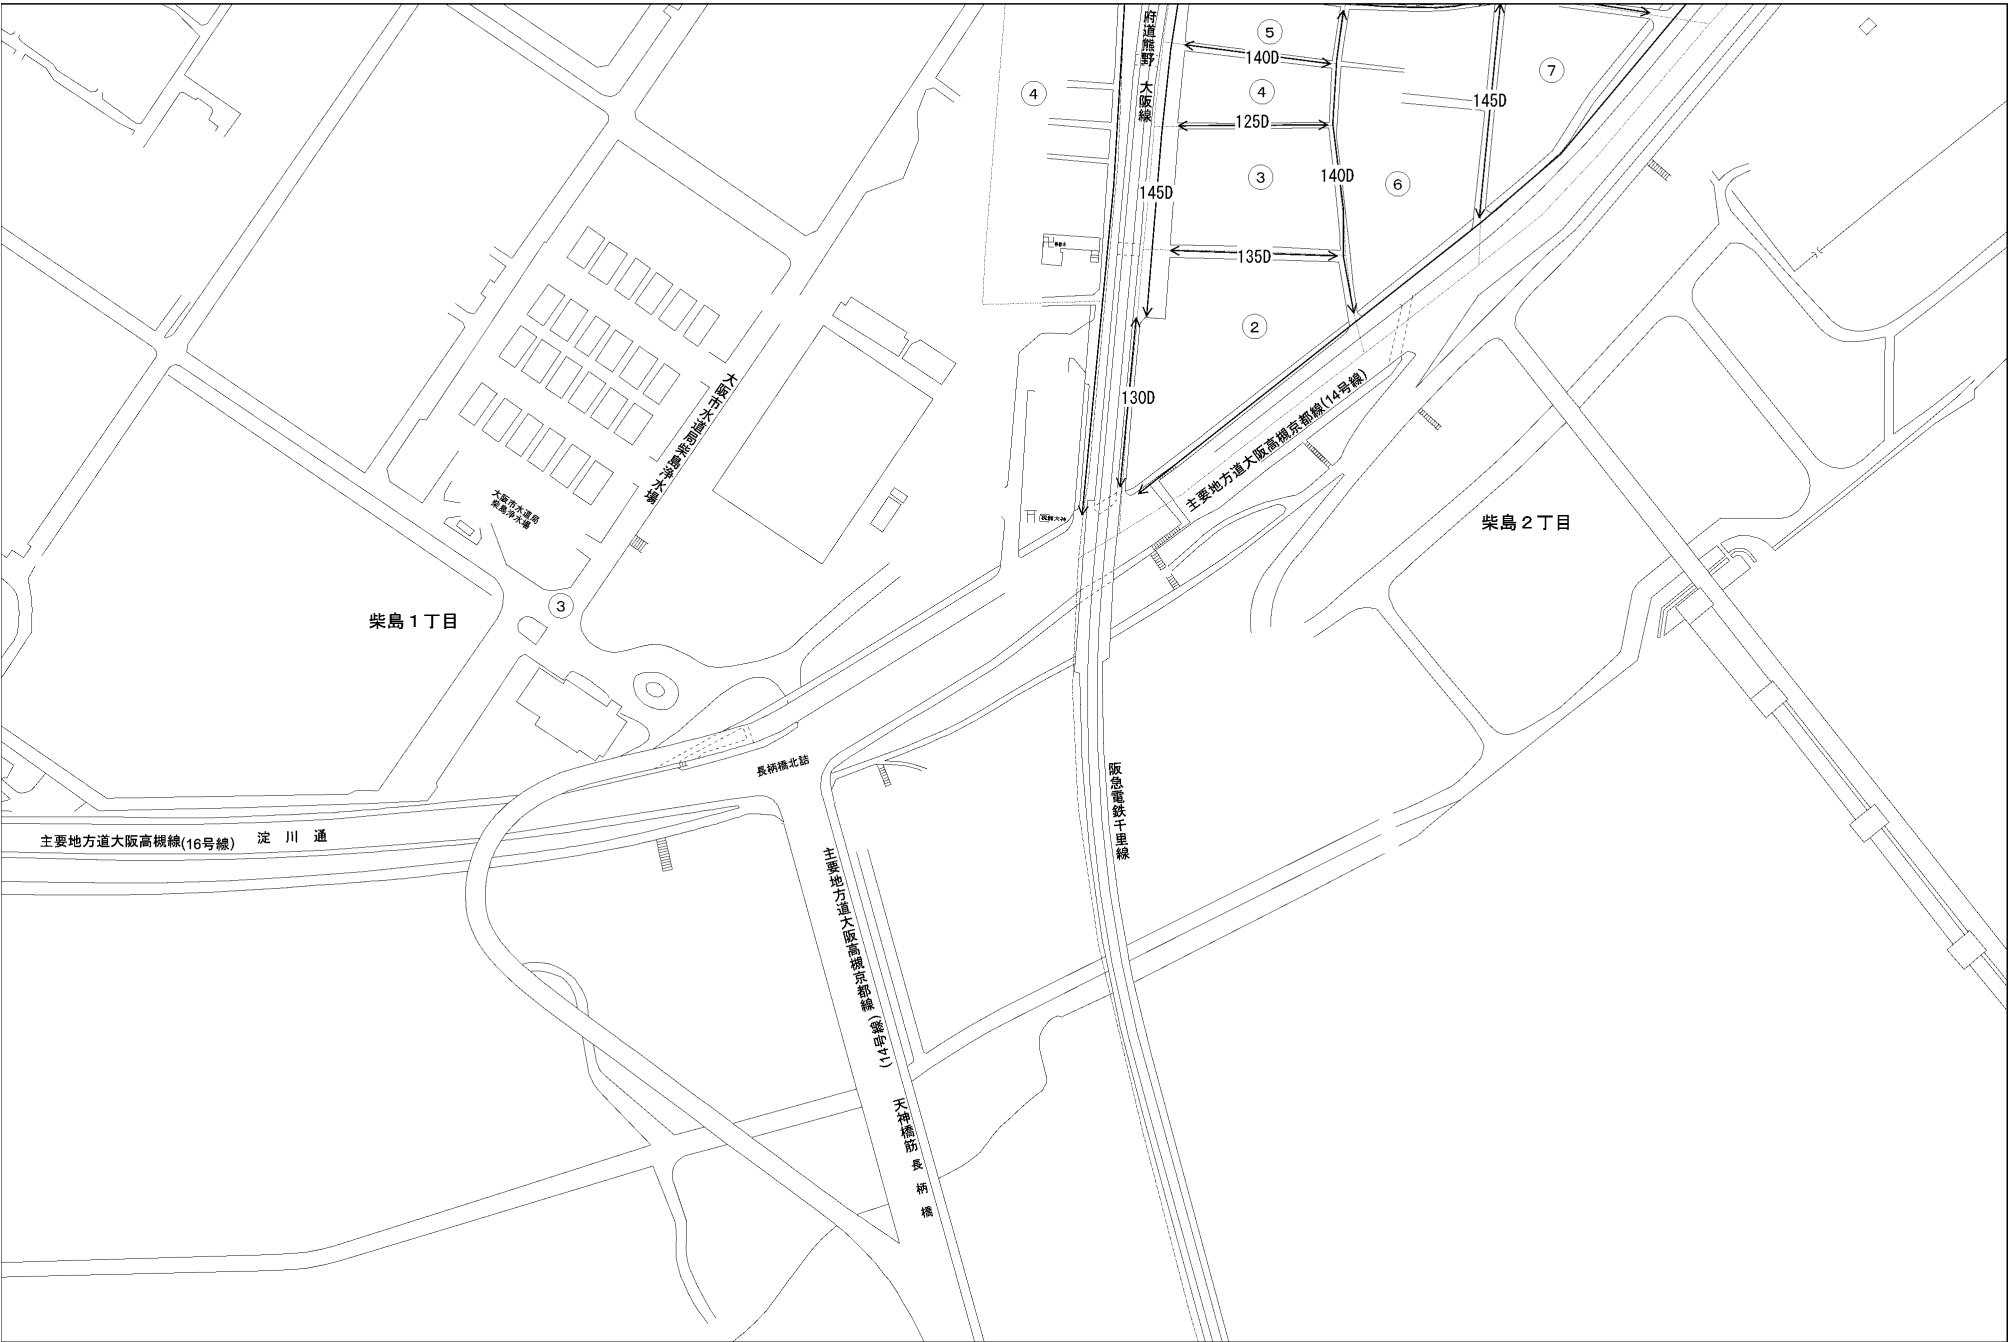 府道熊野 大阪線
⑤
140D
④
④
⑦
145D
125D
③
140D
⑥
145D
135D
②
130D
大阪市水道局柴島浄水場
主要地方道大阪高槻京都線(14号線)
大阪市水道局
柴島浄水場
柴島2丁目
③
柴島1丁目
長柄橋北詰
阪急電鉄千里線
主要地方道大阪高槻線(16号線) 淀川通
主要地方道大阪高槻京都線(14号線) 天神橋筋
長柄橋